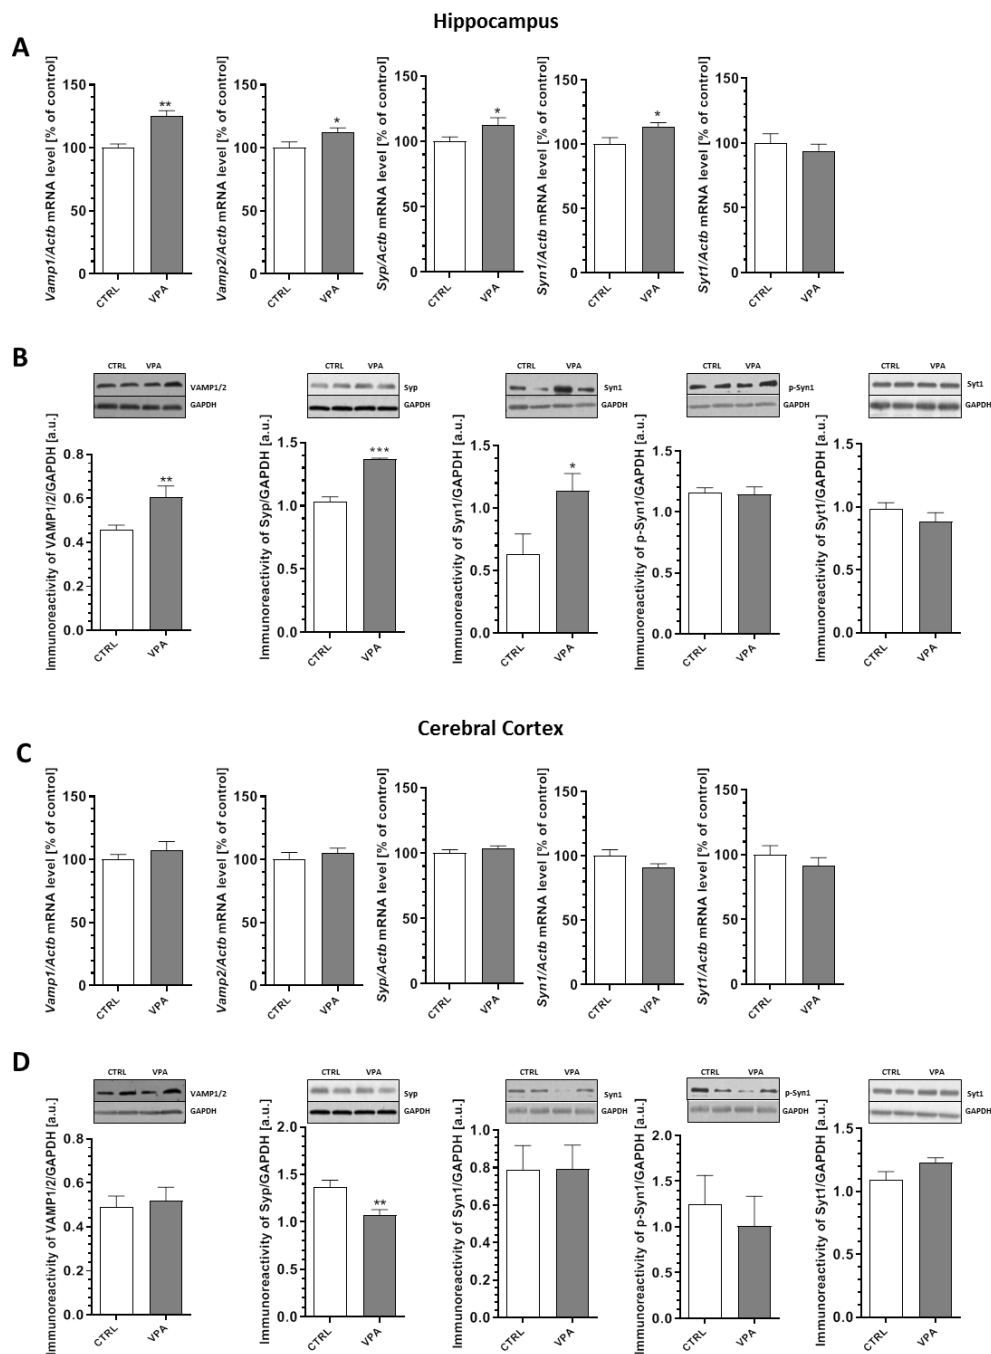 Hippocampus
A
Vamp1/Actb mRNA level [% of control]
150
100
50
0
**
CTRL
VPA
Vamp2/Actb mRNA level [% of control]
150
100
50
0
*
CTRL
VPA
Syp/Actb mRNA level [% of control]
150
100
50
0
*
CTRL
VPA
Syn1/Actb mRNA level [% of control]
150
100
50
0
*
CTRL
VPA
Syt1/Actb mRNA level [% of control]
150
100
50
0
CTRL
VPA
B
CTRL VPA
VAMP1/2
GAPDH
Immunoreactivity of VAMP1/2/GAPDH [a.u.]
0.8
0.6
0.4
0.2
0.0
**
CTRL
VPA
CTRL VPA
Syp
GAPDH
Immunoreactivity of Syp/GAPDH [a.u.]
1.5
1.0
0.5
0.0
***
CTRL
VPA
CTRL VPA
Syn1
GAPDH
Immunoreactivity of Syn1/GAPDH [a.u.]
1.5
1.0
0.5
0.0
*
CTRL
VPA
CTRL VPA
p-Syn1
GAPDH
Immunoreactivity of p-Syn1/GAPDH [a.u.]
1.5
1.0
0.5
0.0
CTRL
VPA
CTRL VPA
Syt1
GAPDH
Immunoreactivity of Syt1/GAPDH [a.u.]
1.5
1.0
0.5
0.0
CTRL
VPA
Cerebral Cortex
C
Vamp1/Actb mRNA level [% of control]
150
100
50
0
CTRL
VPA
Vamp2/Actb mRNA level [% of control]
150
100
50
0
CTRL
VPA
Syp/Actb mRNA level [% of control]
150
100
50
0
CTRL
VPA
Syn1/Actb mRNA level [% of control]
150
100
50
0
CTRL
VPA
Syt1/Actb mRNA level [% of control]
150
100
50
0
CTRL
VPA
D
CTRL VPA
VAMP1/2
GAPDH
Immunoreactivity of VAMP1/2/GAPDH [a.u.]
0.8
0.6
0.4
0.2
0.0
CTRL
VPA
CTRL VPA
Syp
GAPDH
Immunoreactivity of Syp/GAPDH [a.u.]
2.0
1.5
1.0
0.5
0.0
**
CTRL
VPA
CTRL VPA
Syn1
GAPDH
Immunoreactivity of Syn1/GAPDH [a.u.]
1.0
0.8
0.6
0.4
0.2
0.0
CTRL
VPA
CTRL VPA
p-Syn1
GAPDH
Immunoreactivity of p-Syn1/GAPDH [a.u.]
2.0
1.5
1.0
0.5
0.0
CTRL
VPA
CTRL VPA
Syt1
GAPDH
Immunoreactivity of Syt1/GAPDH [a.u.]
1.5
1.0
0.5
0.0
CTRL
VPA